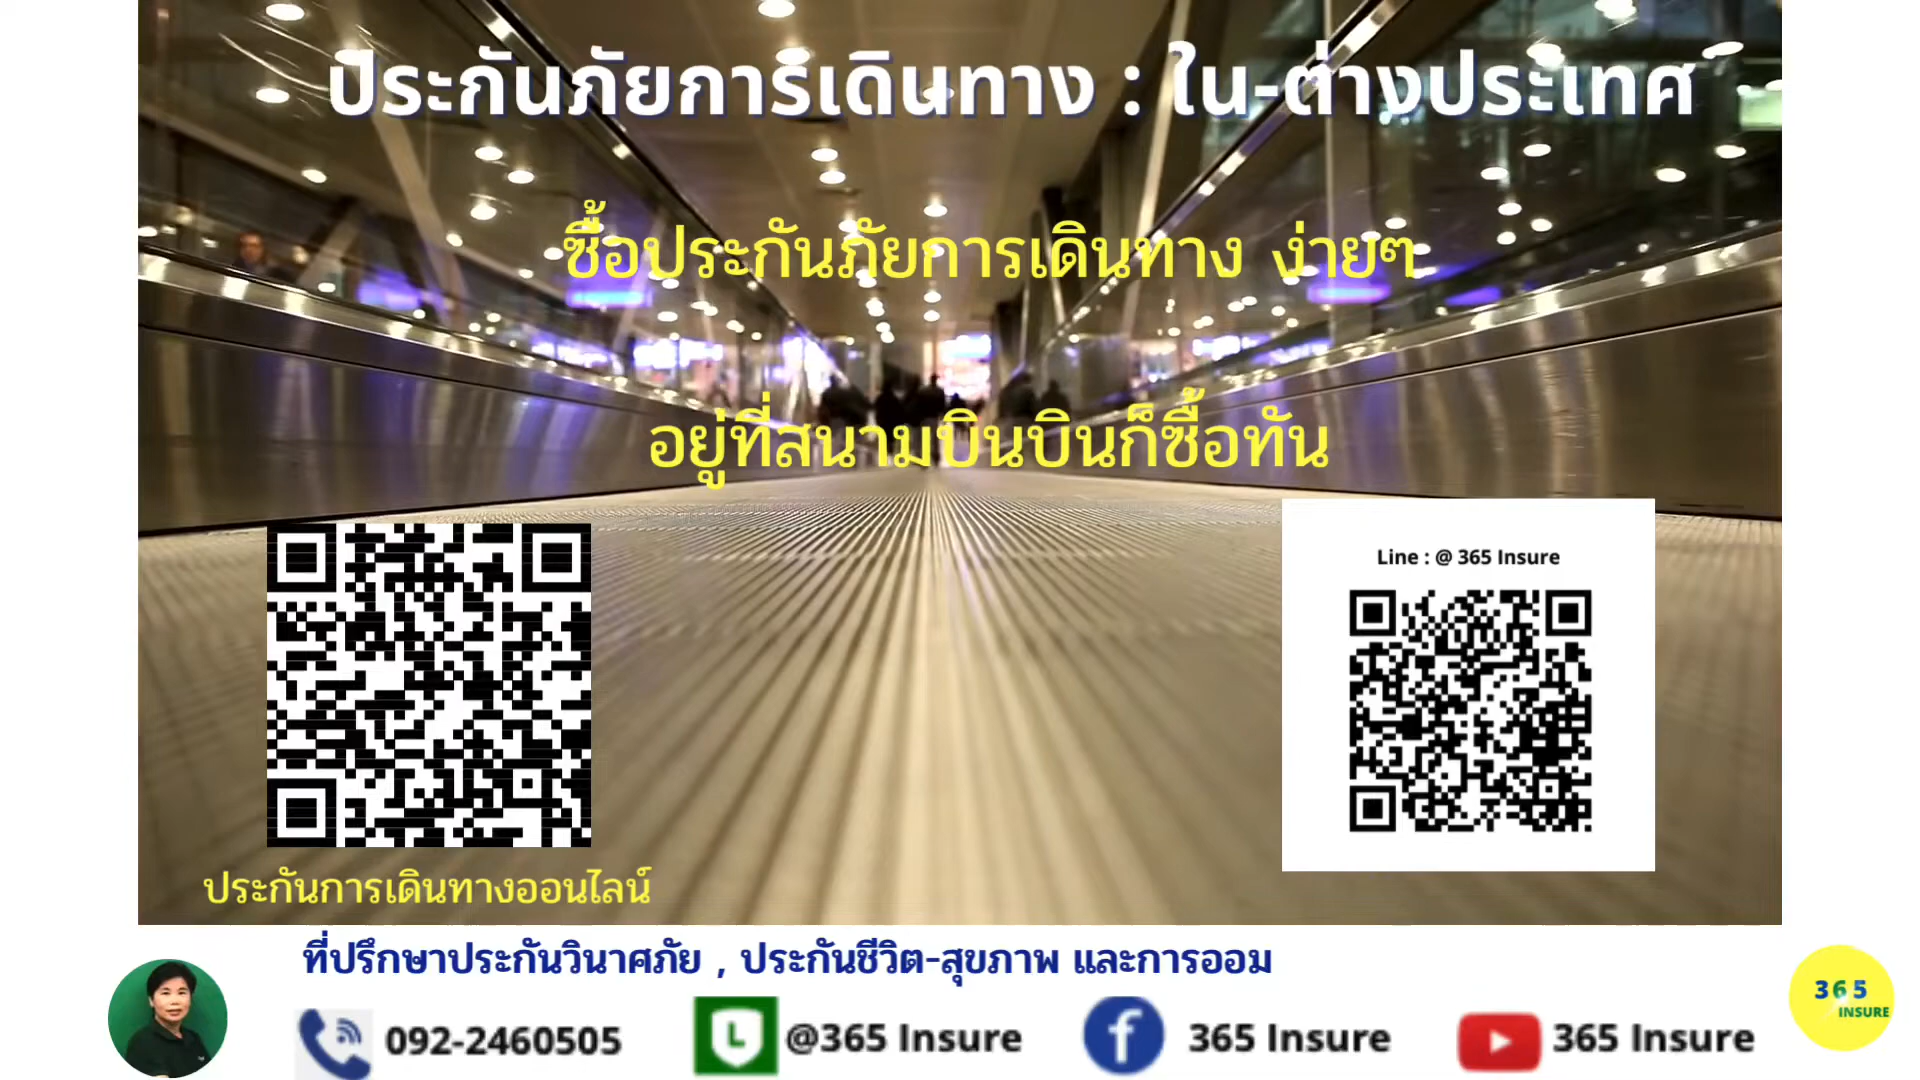 ประกันภัยการเดินทาง : ใน-ต่างประเทศ
ซื้อประกันภัยการเดินทาง ง่ายๆ
อยู่ที่สนามบินบินก็ซื้อทัน
Line : @ 365 Insure
ประกันการเดินทางออนไลน์
ที่ปรึกษาประกันวินาศภัย , ประกันชีวิต-สุขภาพ และการออม
092-2460505
@365 Insure
365 Insure
365 Insure
365
INSURE